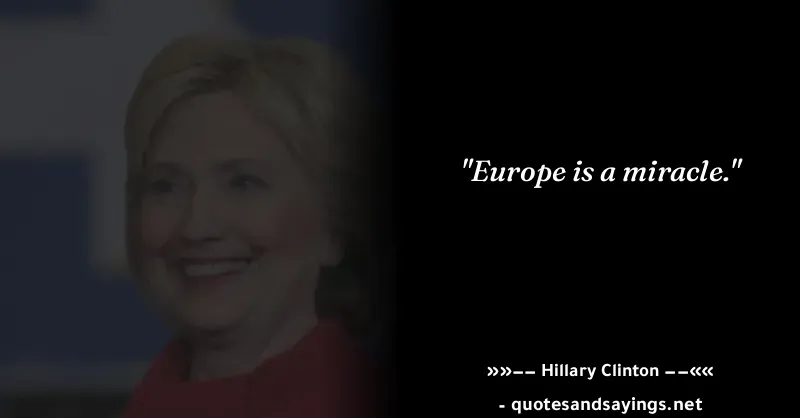 "Europe is a miracle."
»»−− Hillary Clinton −−««
- quotesandsayings.net